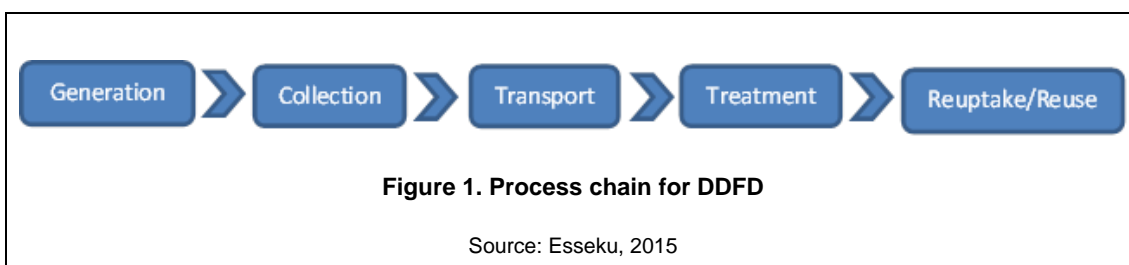 Generation Collection Transport Treatment Reuptake/Reuse
Figure 1. Process chain for DDFD
Source: Esseku, 2015